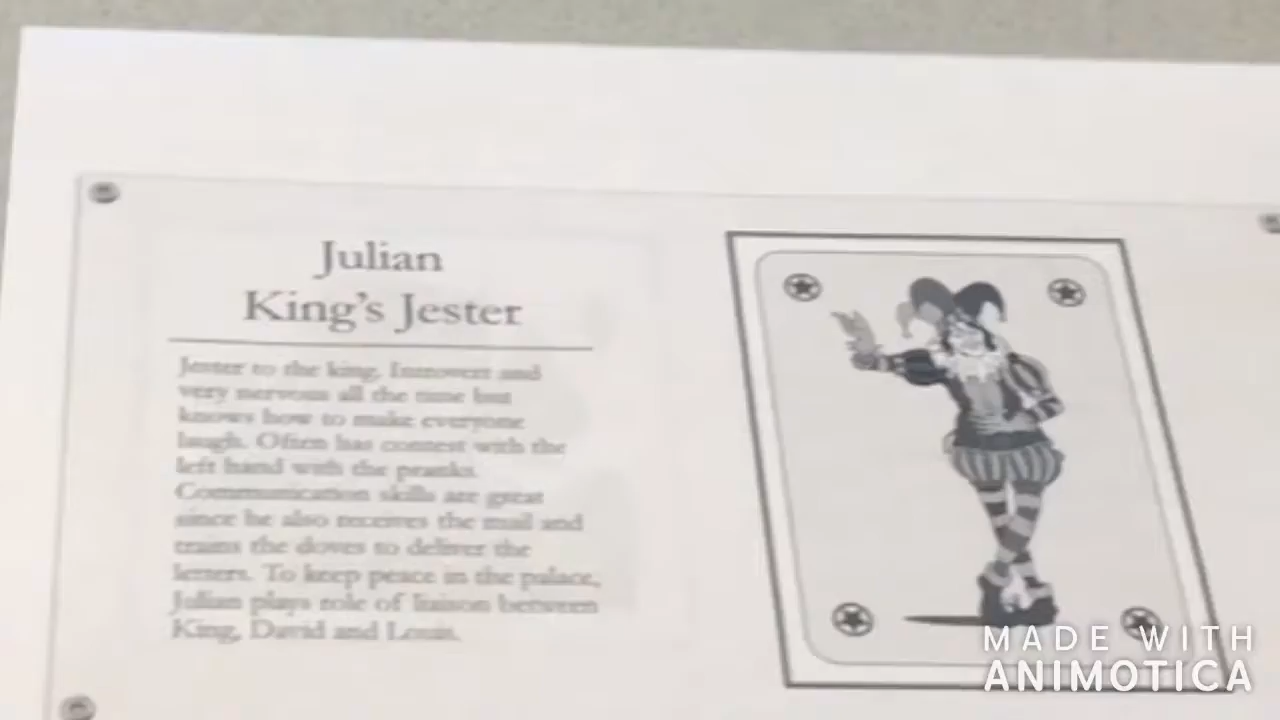 Julian
King's Jester
Jester to the king. Introvert and
very nervous all the time but
knows how to make everyone
laugh. Often has contest with the
left hand with the pranks.
Communication skills are great
since he also receives the mail and
trains the doves to deliver the
letters. To keep peace in the palace,
Julian plays role of liaison between
King, David and Louis.
MADE WITH
ANIMOTICA